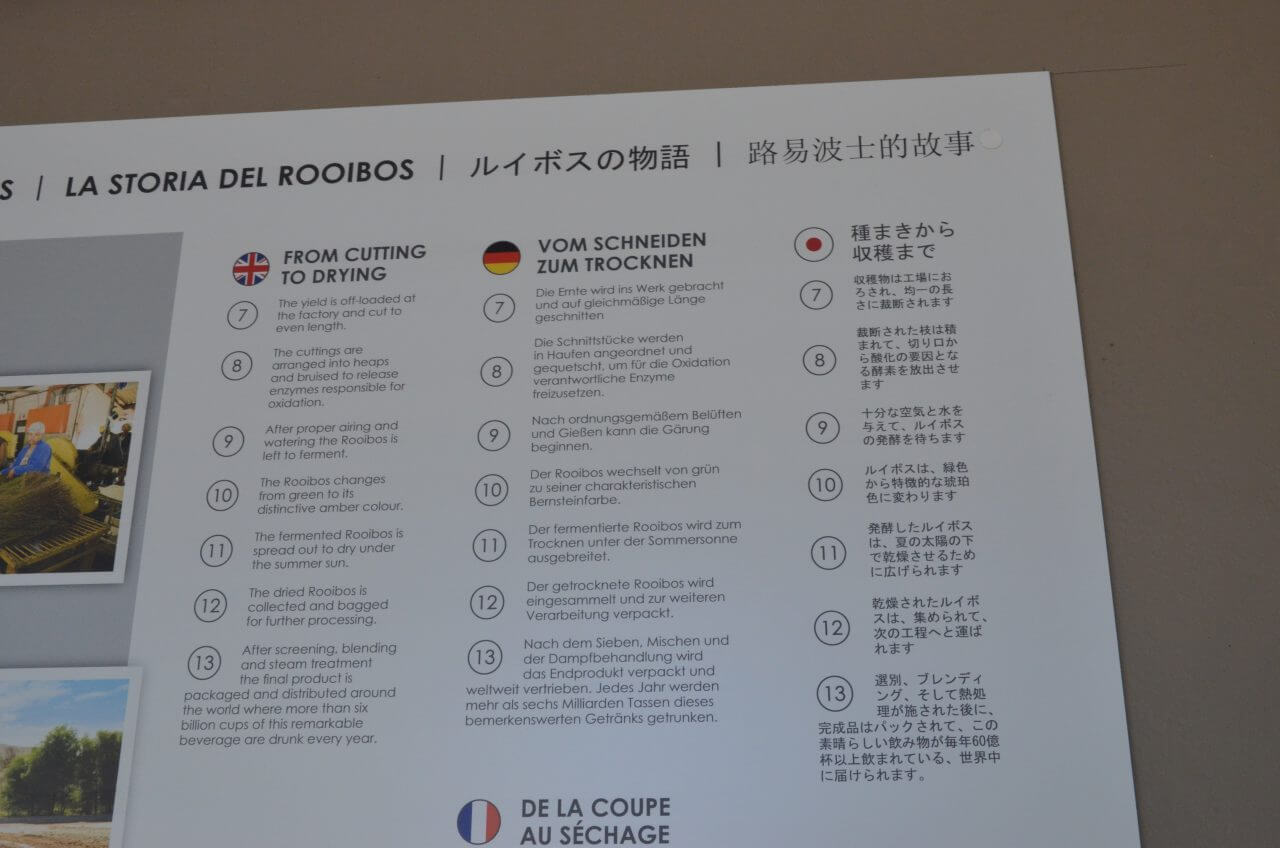 S | LA STORIA DEL ROOIBOS | ルイボスの物語 | 路易波士的故事
FROM CUTTING
TO DRYING
7
The yield is off-loaded at
the factory and cut to
even length.
8
The cuttings are
arranged into heaps
and bruised to release
enzymes responsible for
oxidation.
9
After proper airing and
watering the Rooibos is
left to ferment.
10
The Rooibos changes
from green to its
distinctive amber colour.
11
The fermented Rooibos is
spread out to dry under
the summer sun.
12
The dried Rooibos is
collected and bagged
for further processing.
13
After screening, blending
and steam treatment
the final product is
packaged and distributed around
the world where more than six
billion cups of this remarkable
beverage are drunk every year.
VOM SCHNEIDEN
ZUM TROCKNEN
7
Die Ernte wird ins Werk gebracht
und auf gleichmäßige Länge
geschnitten
8
Die Schnittstücke werden
in Haufen angeordnet und
gequetscht, um für die Oxidation
verantwortliche Enzyme
freizusetzen.
9
Nach ordnungsgemäßem Belüften
und Gießen kann die Gärung
beginnen.
10
Der Rooibos wechselt von grün
zu seiner charakteristischen
Bernsteinfarbe.
11
Der fermentierte Rooibos wird zum
Trocknen unter der Sommersonne
ausgebreitet.
12
Der getrocknete Rooibos wird
eingesammelt und zur weiteren
Verarbeitung verpackt.
13
Nach dem Sieben, Mischen und
der Dampfbehandlung wird
das Endprodukt verpackt und
weltweit vertrieben. Jedes Jahr werden
mehr als sechs Milliarden Tassen dieses
bemerkenswerten Getränks getrunken.
種まきから
収穫まで
7
収穫物は工場にお
ろされ、均一の長
さに裁断されます
8
裁断された枝は積
まれて、切り口か
ら酸化の要因とな
る酵素を放出させ
ます
9
十分な空気と水を
与えて、ルイボス
の発酵を待ちます
10
ルイボスは、緑色
から特徴的な琥珀
色に変わります
11
発酵したルイボス
は、夏の太陽の下
で乾燥させるため
に広げられます
12
乾燥されたルイボ
スは、集められて、
次の工程へと運ば
れます
13
選別、ブレンディ
ング、そして熱処
理が施された後に、
完成品はパックされて、この
素晴らしい飲み物が毎年60億
杯以上飲まれている、世界中
に届けられます。
DE LA COUPE
AU SÉCHAGE